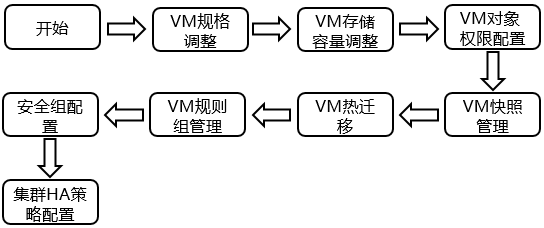 开始
VM规格
调整
VM存储
容量调整
VM对象
权限配置
VM快照
管理
VM热迁
移
VM规则
组管理
安全组配
置
集群HA策
略配置